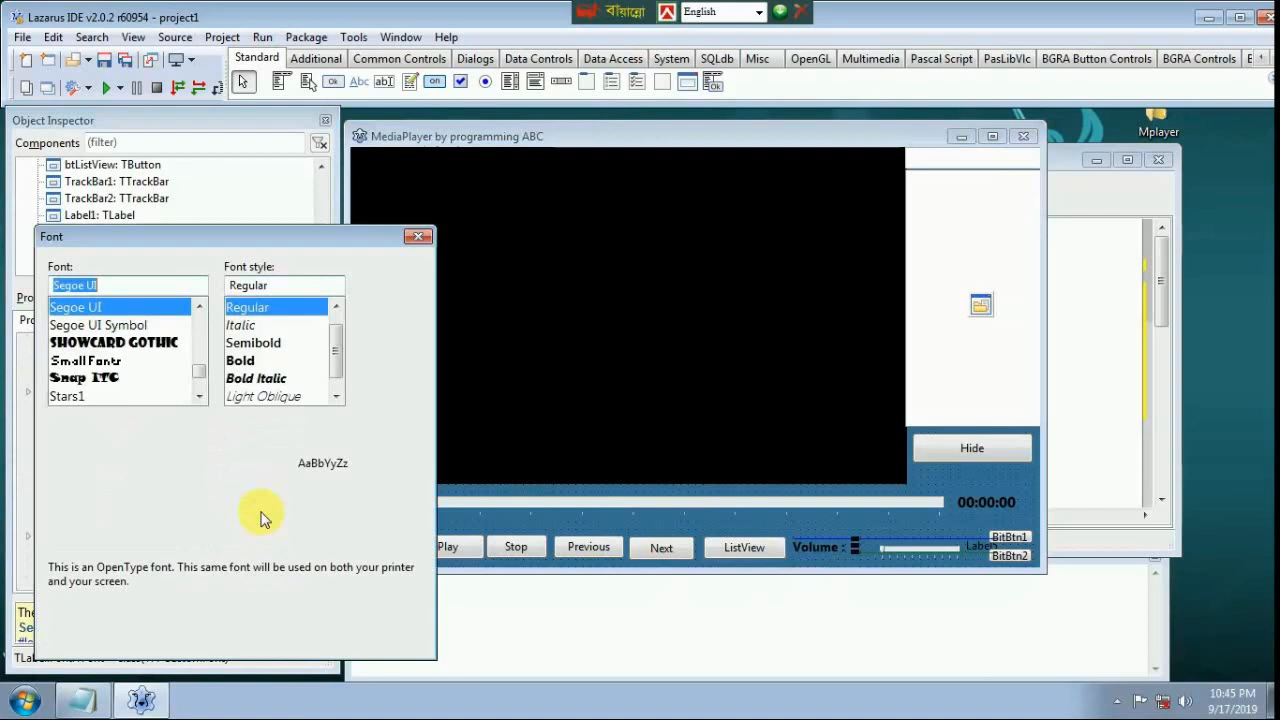 Lazarus IDE v2.0.2 r60954 - project1
বাঁয়ান্নো
English
File Edit Search View Source Project Run Package Tools Window Help
Standard Additional Common Controls Dialogs Data Controls Data Access System SQLdb Misc OpenGL Multimedia Pascal Script PasLibVlc BGRA Button Controls BGRA Controls
Ok Abc abI on Ok
Object Inspector
Components (filter)
btListView: TButton
TrackBar1: TTrackBar
TrackBar2: TTrackBar
Label1: TLabel
MediaPlayer by programming ABC
Mplayer
Font
Font:
Font style:
Segoe UI
Regular
Segoe UI
Segoe UI Symbol
SHOWCARD GOTHIC
Small Fonts
Snap ITC
Stars1
Regular
Italic
Semibold
Bold
Bold Italic
Light Oblique
AaBbYyZz
This is an OpenType font. This same font will be used on both your printer
and your screen.
Hide
00:00:00
Play Stop Previous Next ListView Volume :
BitBtn1
BitBtn2
10:45 PM
9/17/2019